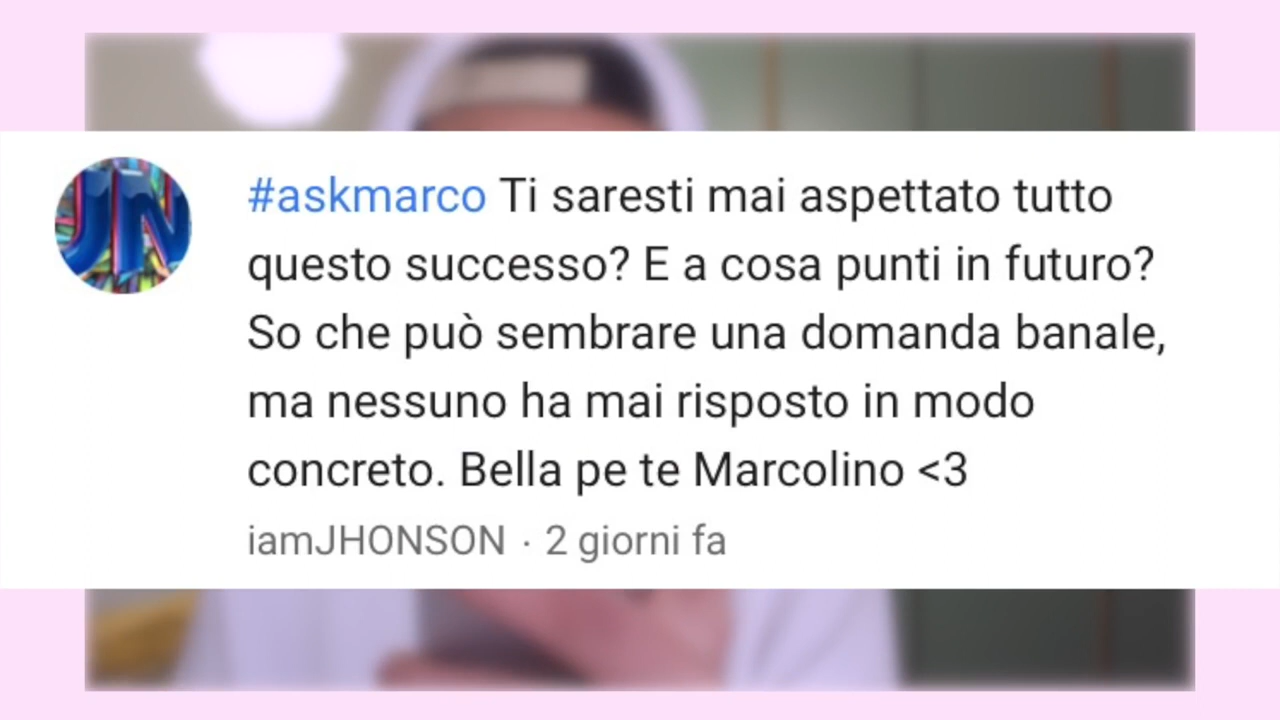 JN
#askmarco Ti saresti mai aspettato tutto
questo successo? E a cosa punti in futuro?
So che può sembrare una domanda banale,
ma nessuno ha mai risposto in modo
concreto. Bella pe te Marcolino <3
iamJHONSON · 2 giorni fa